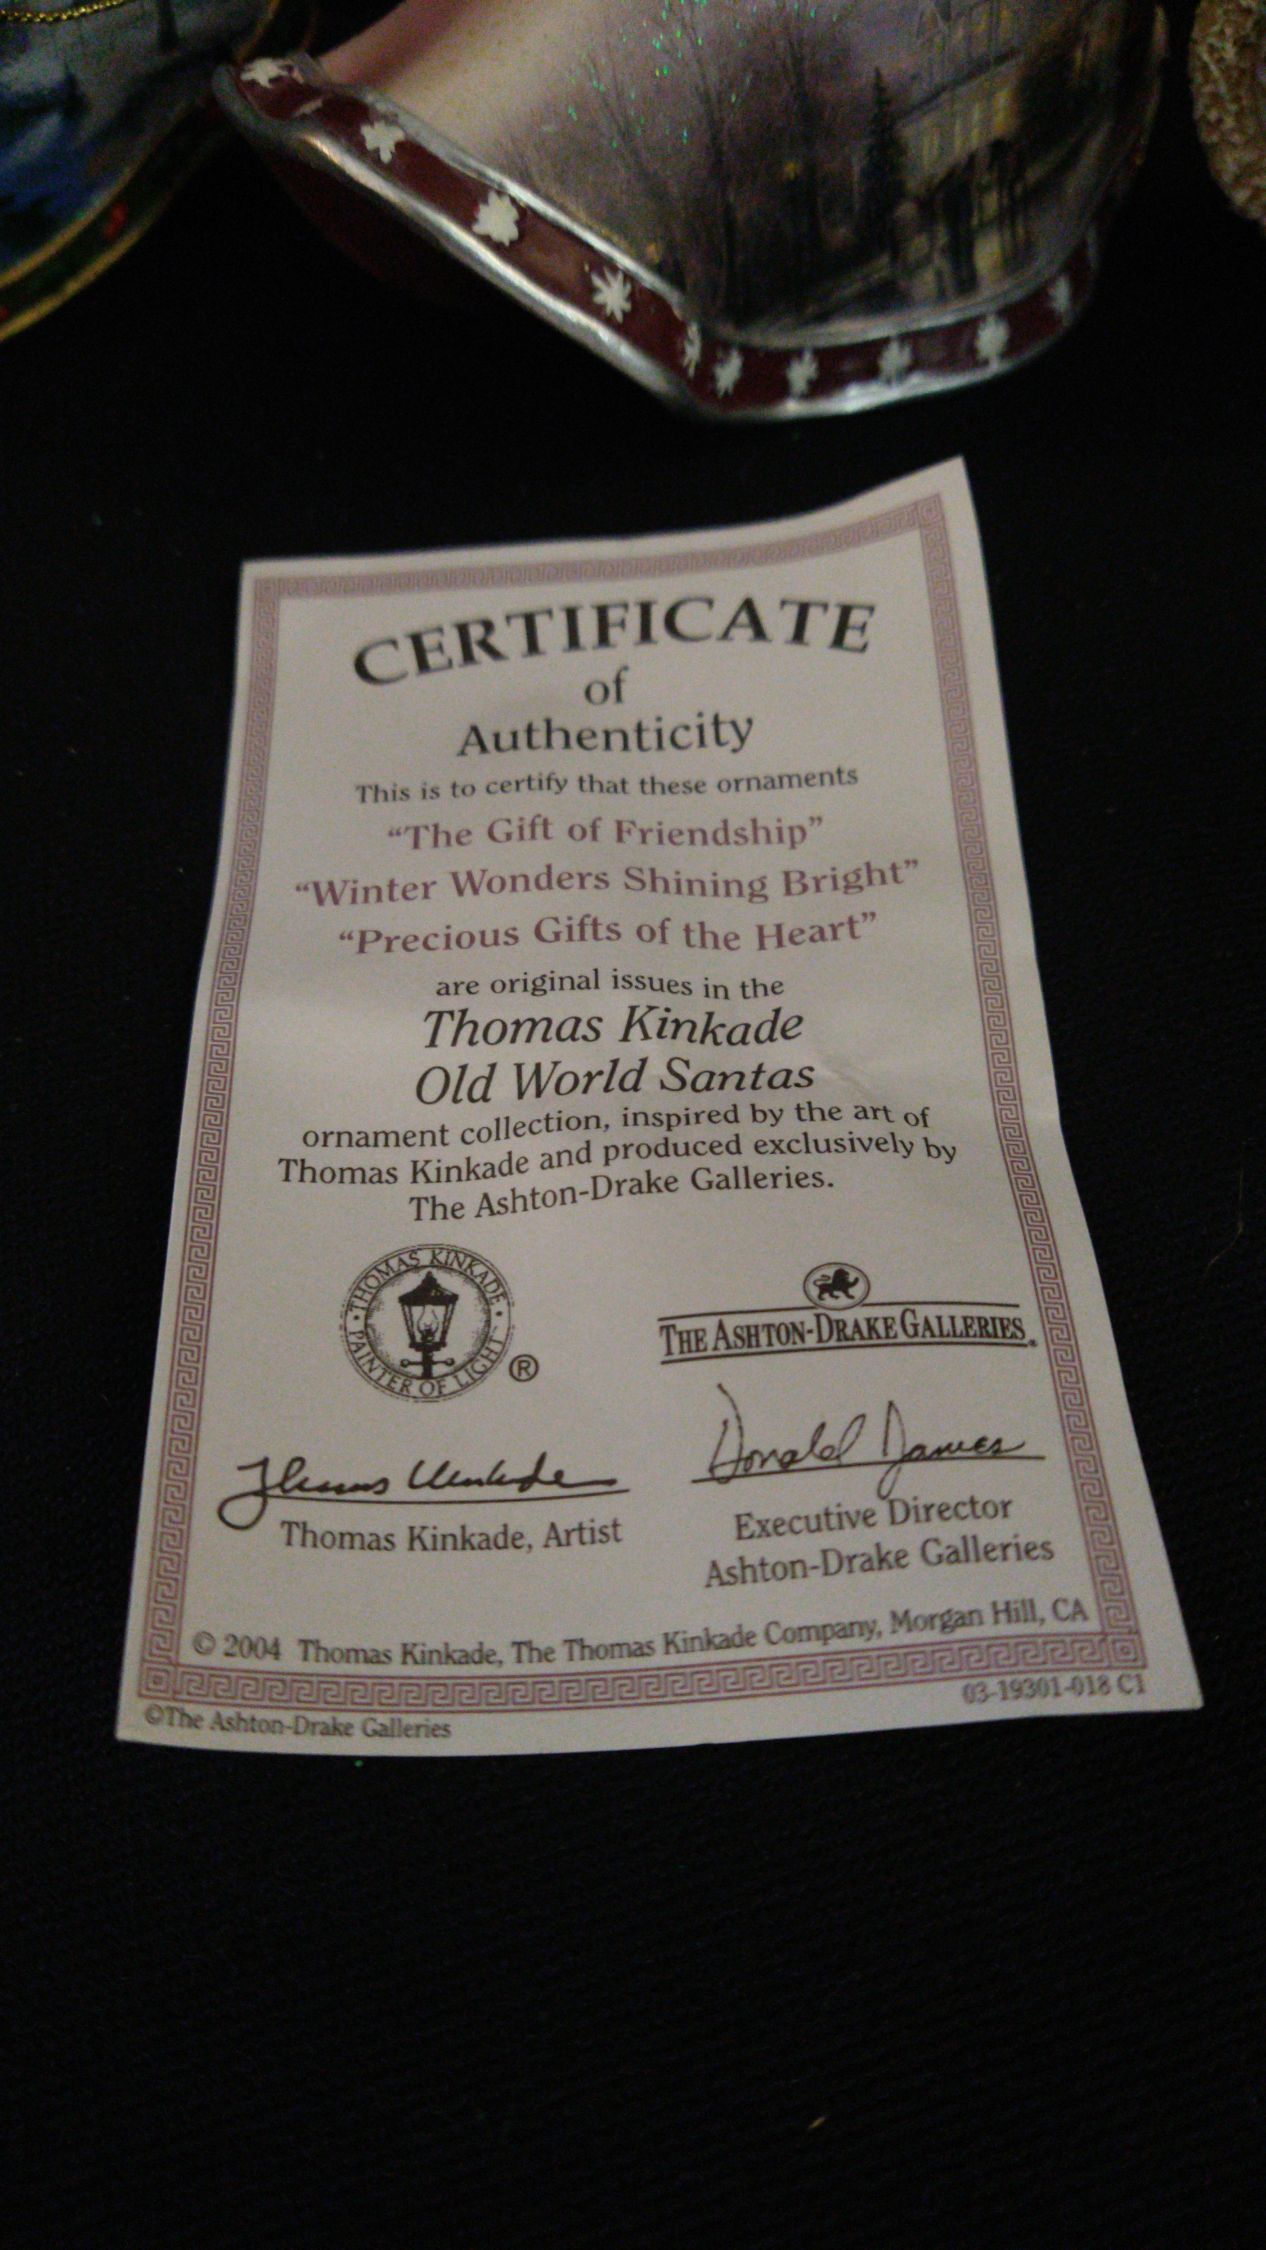 CERTIFICATE
of
Authenticity
This is to certify that these ornaments
“The Gift of Friendship”
“Winter Wonders Shining Bright”
“Precious Gifts of the Heart”
are original issues in the
Thomas Kinkade
Old World Santas
ornament collection, inspired by the art of
Thomas Kinkade and produced exclusively by
The Ashton-Drake Galleries.
·THOMAS KINKADE·
PAINTER OF LIGHT
®
THE ASHTON-DRAKE GALLERIES®
Thomas Kinkade
Donald James
Thomas Kinkade, Artist
Executive Director
Ashton-Drake Galleries
© 2004 Thomas Kinkade, The Thomas Kinkade Company, Morgan Hill, CA
©The Ashton-Drake Galleries
03-19301-018 C1